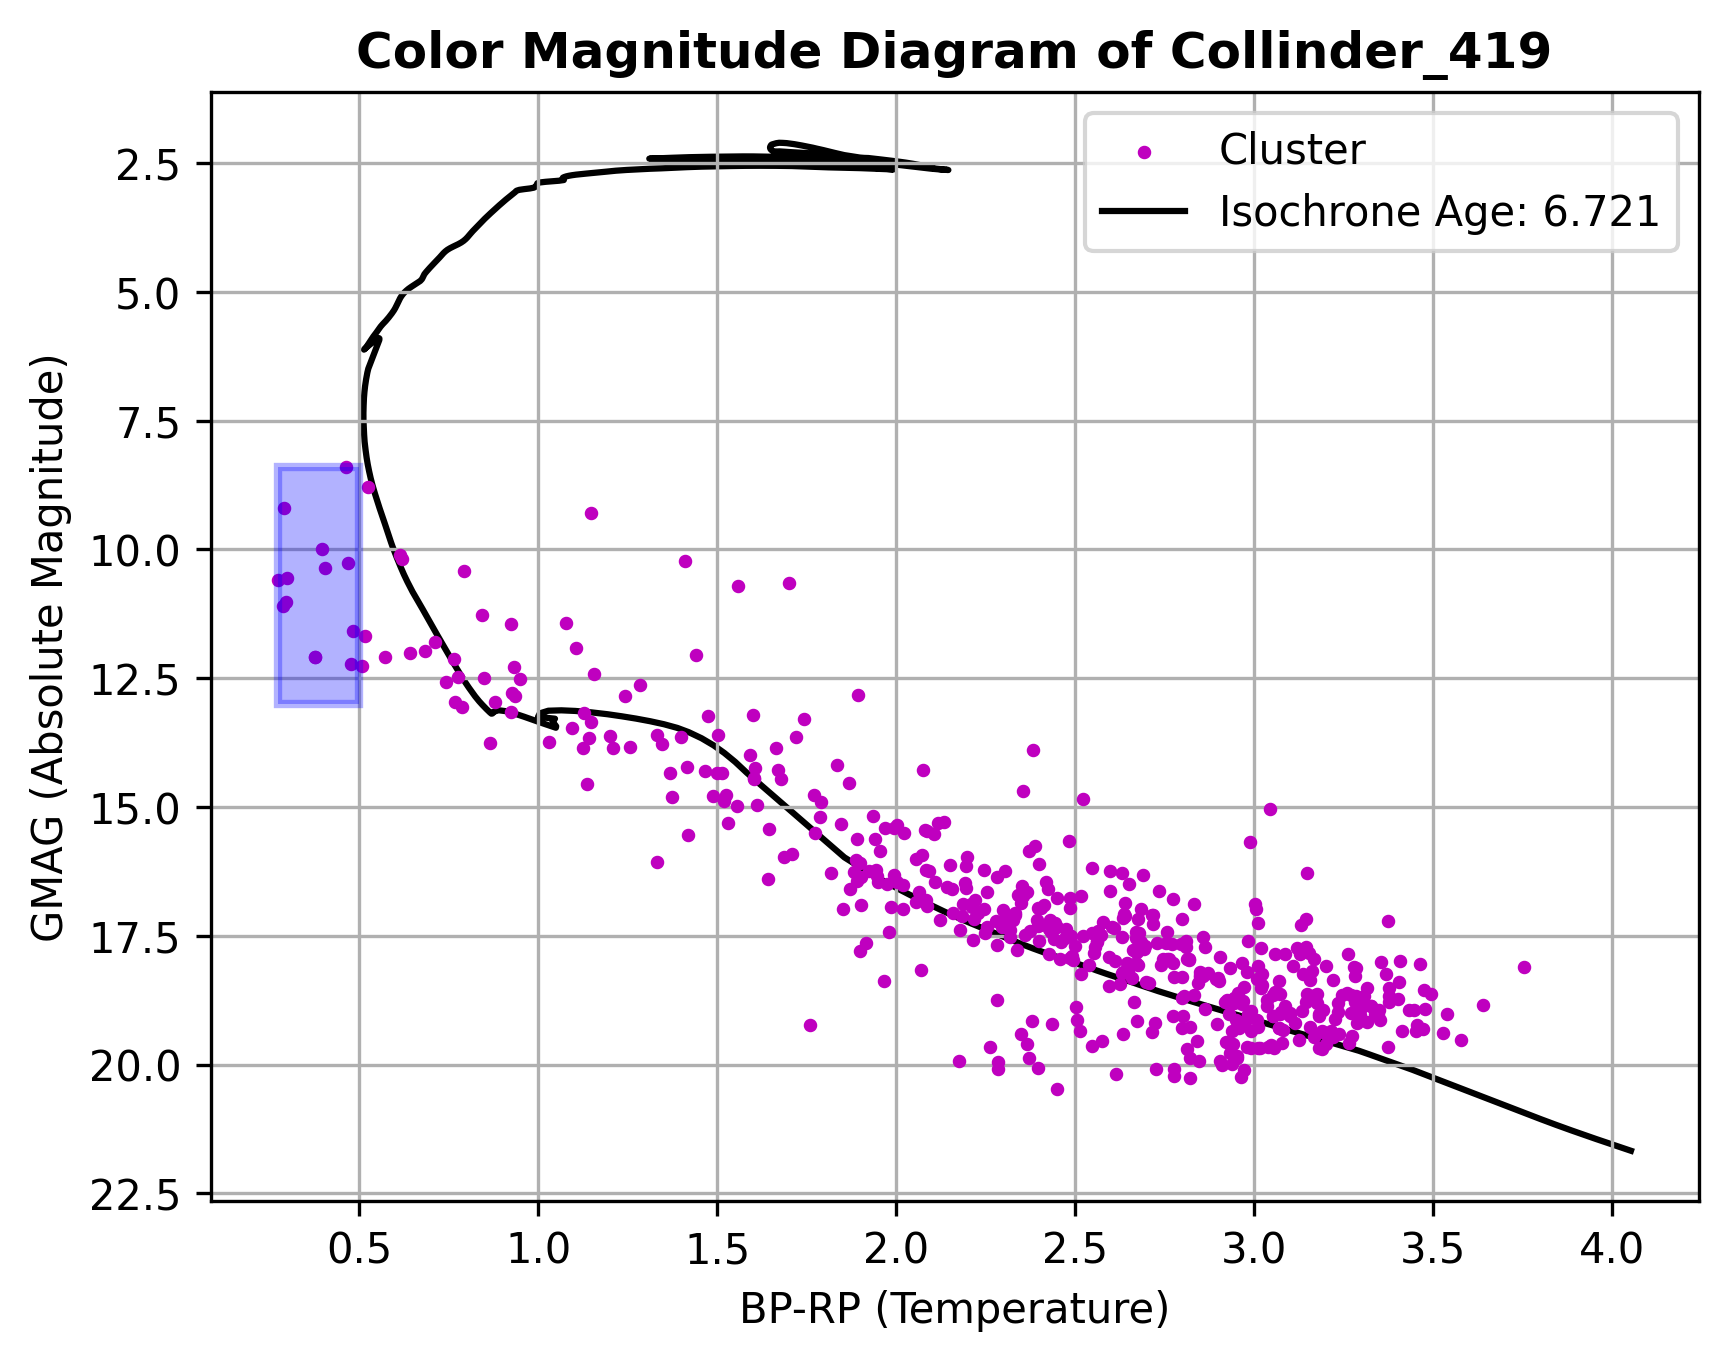 Color Magnitude Diagram of Collinder_419
Cluster
Isochrone Age: 6.721
GMAG (Absolute Magnitude)
2.5
5.0
7.5
10.0
12.5
15.0
17.5
20.0
22.5
0.5 1.0 1.5 2.0 2.5 3.0 3.5 4.0
BP-RP (Temperature)